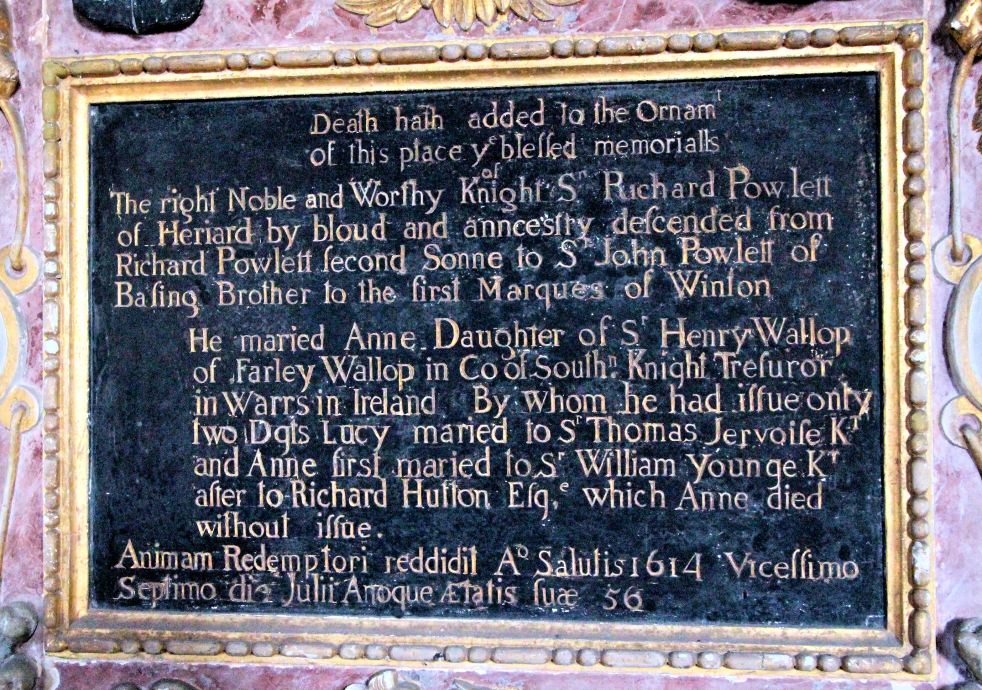 Death hath added to the Ornamᵗ
of this place yᵉ blessed memorialls
of
The right Noble and Worthy Knight Sʳ Richard Powlett
of Heriard by bloud and anncestry descended from
Richard Powlett second Sonne to Sʳ John Powlett of
Basing Brother to the first Marques of Winton
He maried Anne Daughter of Sʳ Henry Wallop
of Farley Wallop in Co of South:ⁿ Knight Tresuror
in Warrs in Ireland By whom he had issue only
two Dgts Lucy maried to Sʳ Thomas Jervoise Kᵀ
and Anne first maried to Sʳ William Younge Kᵀ
after to Richard Hutton Esq,ᵉ which Anne died
without issue.
Animam Redemptori reddidit Aᴰ Salutis 1614 Vicessimo
Septimo die Julii Anoque Ætatis suæ 56